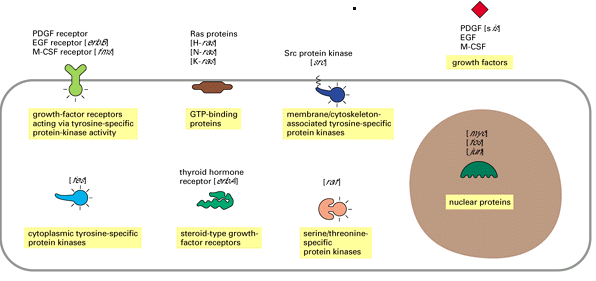 PDGF receptor
EGF receptor [erbB]
M-CSF receptor [fms]
growth-factor receptors
acting via tyrosine-specific
protein-kinase activity
Ras proteins
[H-ras]
[N-ras]
[K-ras]
GTP-binding
proteins
Src protein kinase
[src]
membrane/cytoskeleton-
associated tyrosine-specific
protein kinases
PDGF [sis]
EGF
M-CSF
growth factors
[myc]
[fos]
[jun]
nuclear proteins
[fes]
cytoplasmic tyrosine-specific
protein kinases
thyroid hormone
receptor [erbA]
steroid-type growth-
factor receptors
[raf]
serine/threonine-
specific
protein kinases